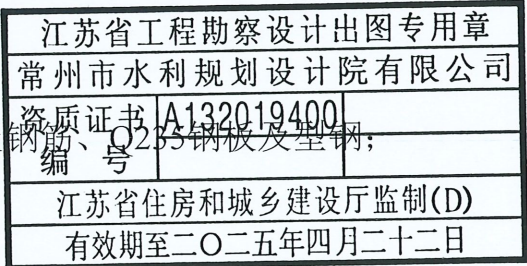 江苏省工程勘察设计出图专用章
常州市水利规划设计院有限公司
资质证书 A132019400
钢筋、Q235钢板及型钢；
编号
江苏省住房和城乡建设厅监制(D)
有效期至二〇二五年四月二十二日